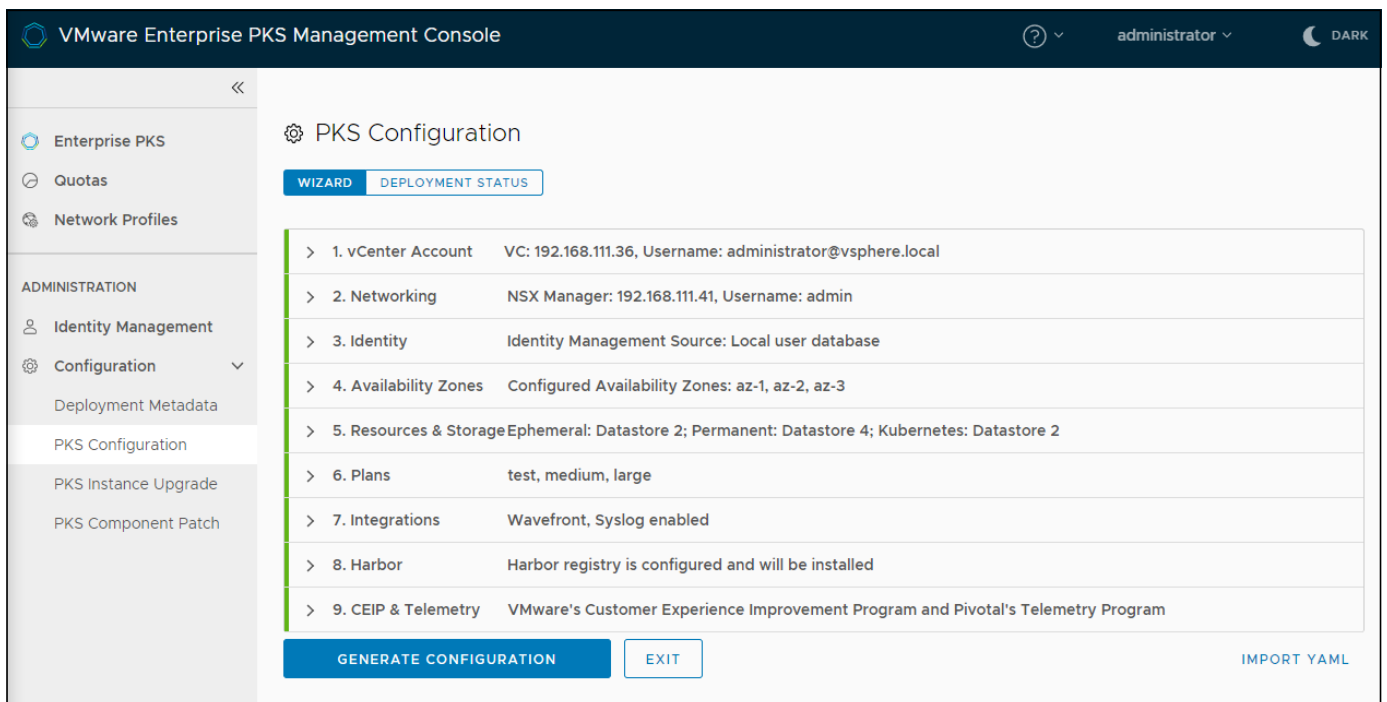 VMware Enterprise PKS Management Console
?
administrator
DARK
Enterprise PKS
Quotas
Network Profiles
ADMINISTRATION
Identity Management
Configuration
Deployment Metadata
PKS Configuration
PKS Instance Upgrade
PKS Component Patch
PKS Configuration
WIZARD DEPLOYMENT STATUS
1. vCenter Account VC: 192.168.111.36, Username: administrator@vsphere.local
2. Networking NSX Manager: 192.168.111.41, Username: admin
3. Identity Identity Management Source: Local user database
4. Availability Zones Configured Availability Zones: az-1, az-2, az-3
5. Resources & Storage Ephemeral: Datastore 2; Permanent: Datastore 4; Kubernetes: Datastore 2
6. Plans test, medium, large
7. Integrations Wavefront, Syslog enabled
8. Harbor Harbor registry is configured and will be installed
9. CEIP & Telemetry VMware's Customer Experience Improvement Program and Pivotal's Telemetry Program
GENERATE CONFIGURATION EXIT IMPORT YAML